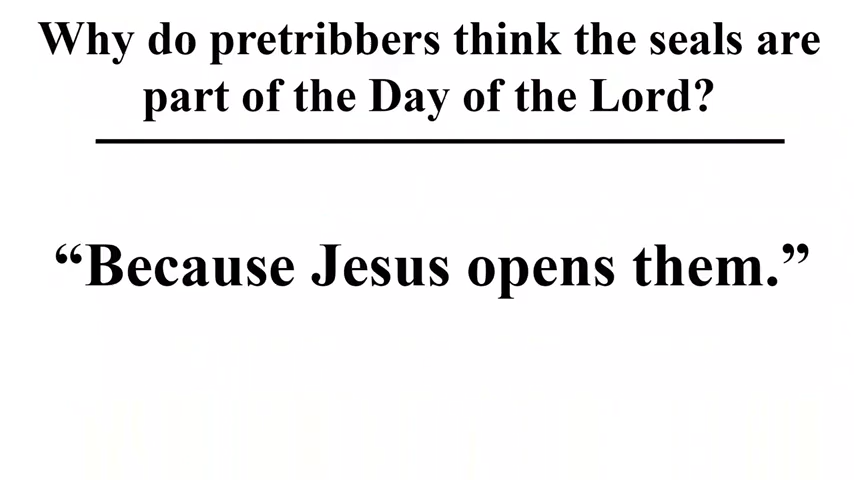 Why do pretribbers think the seals are
part of the Day of the Lord?
“Because Jesus opens them.”